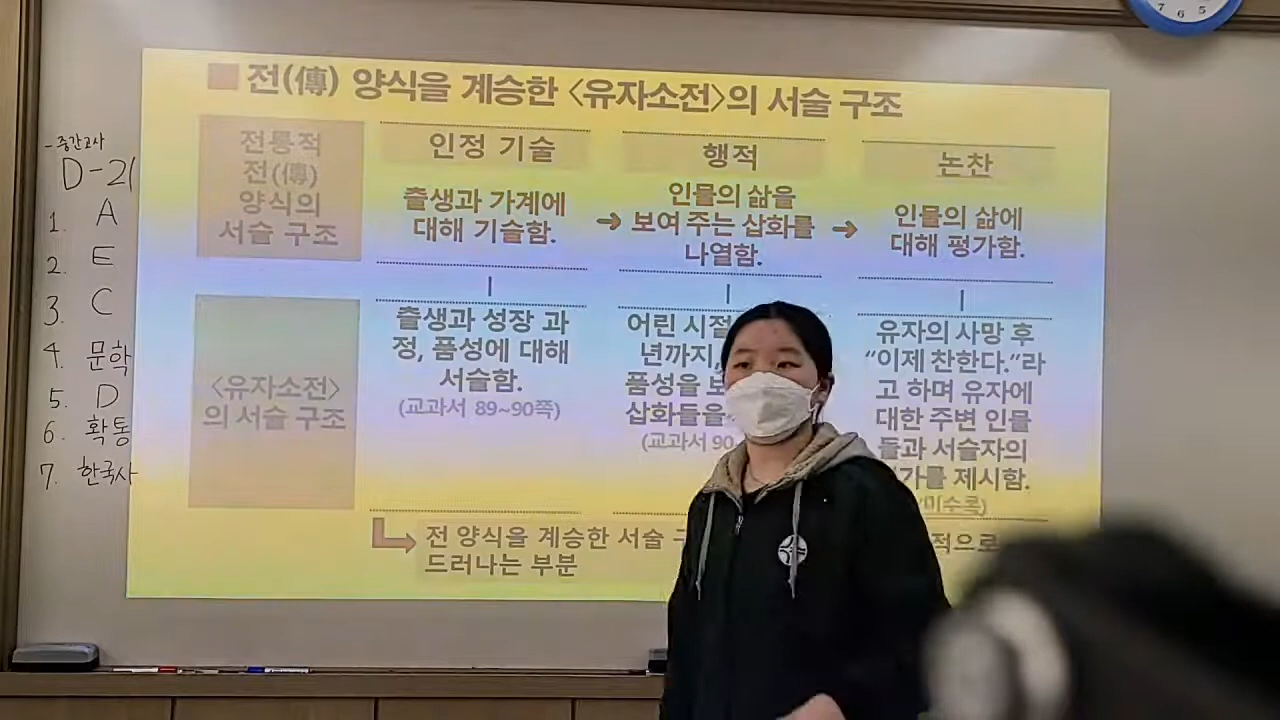 전(傳) 양식을 계승한 〈유자소전〉의 서술 구조
전통적
전(傳)
양식의
서술 구조
인정 기술
출생과 가계에
대해 기술함.
행적
인물의 삶을
보여 주는 삽화를
나열함.
논찬
인물의 삶에
대해 평가함.
〈유자소전〉
의 서술 구조
출생과 성장 과
정, 품성에 대해
서술함.
(교과서 89~90쪽)
어린 시절
년까지,
품성을
삽화들을
(교과서 90
유자의 사망 후
“이제 찬한다.”라
고 하며 유자에
대한 주변 인물
들과 서술자의
가를 제시함.
미수록)
전 양식을 계승한 서술
드러나는 부분
적으로
- 중간고사
D-21
1. A
2. E
3. C
4. 문학
5. D
6. 확통
7. 한국사
7 6 5